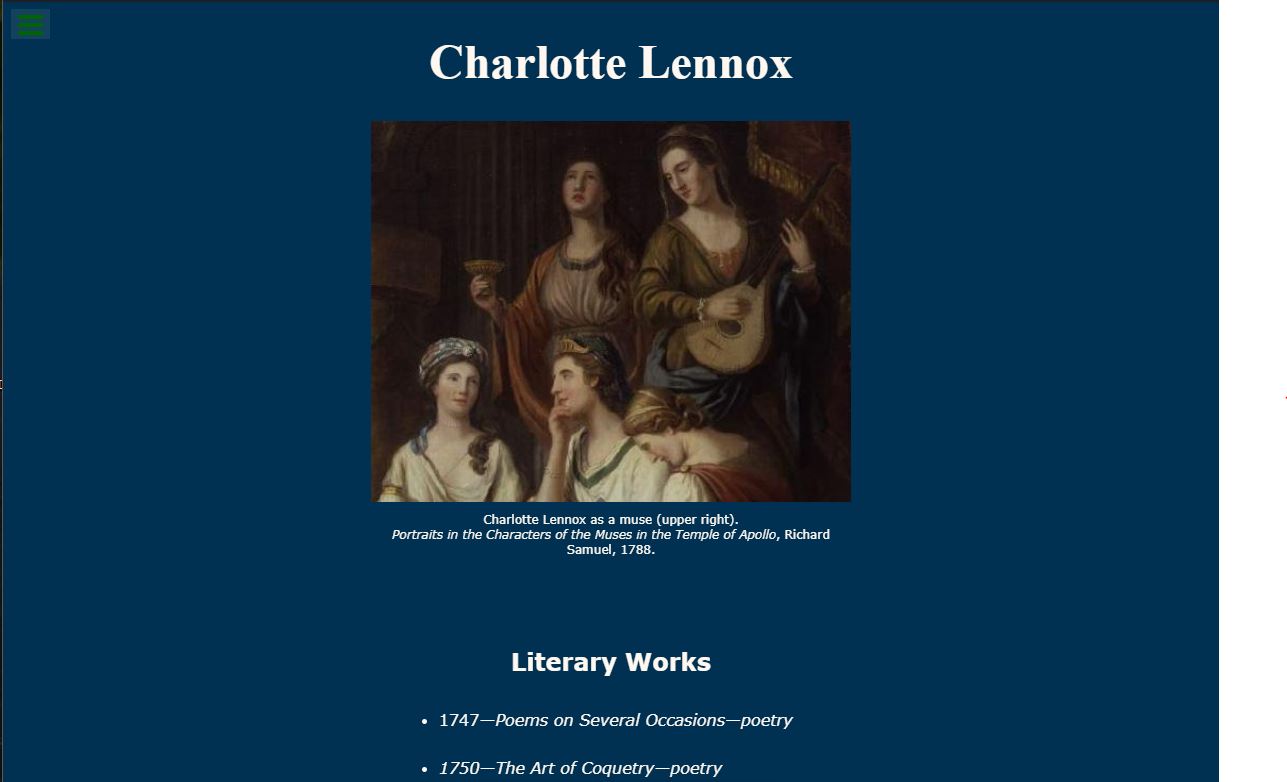 Charlotte Lennox
Charlotte Lennox as a muse (upper right).
Portraits in the Characters of the Muses in the Temple of Apollo, Richard
Samuel, 1788.
Literary Works
• 1747—Poems on Several Occasions—poetry
• 1750—The Art of Coquetry—poetry